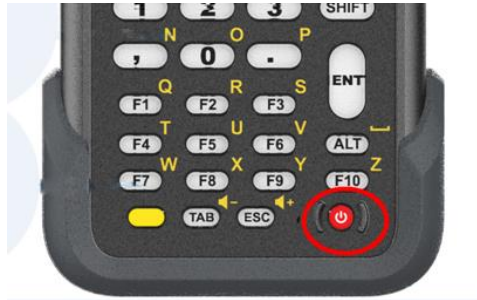 1 2 3 SHIFT
N O P
, 0 .
ENT
Q R S
F1 F2 F3
T U V
F4 F5 F6 ALT
W X Y Z
F7 F8 F9 F10
- +
TAB ESC